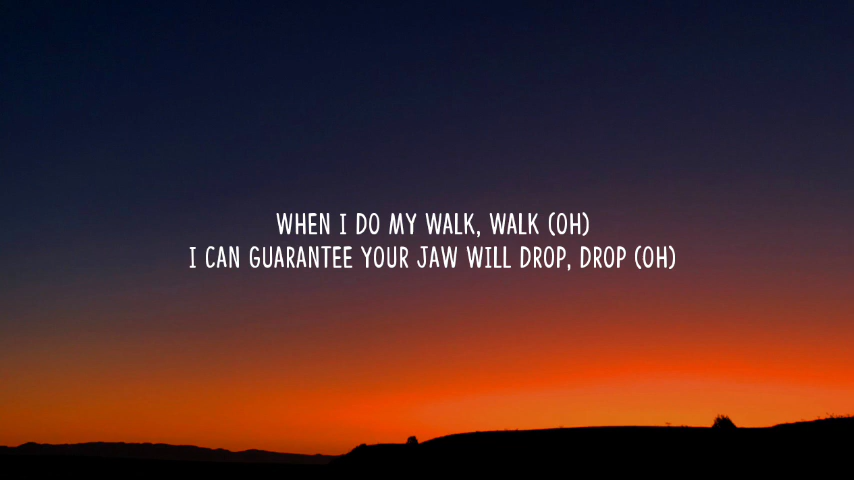 WHEN I DO MY WALK, WALK (OH)
I CAN GUARANTEE YOUR JAW WILL DROP, DROP (OH)